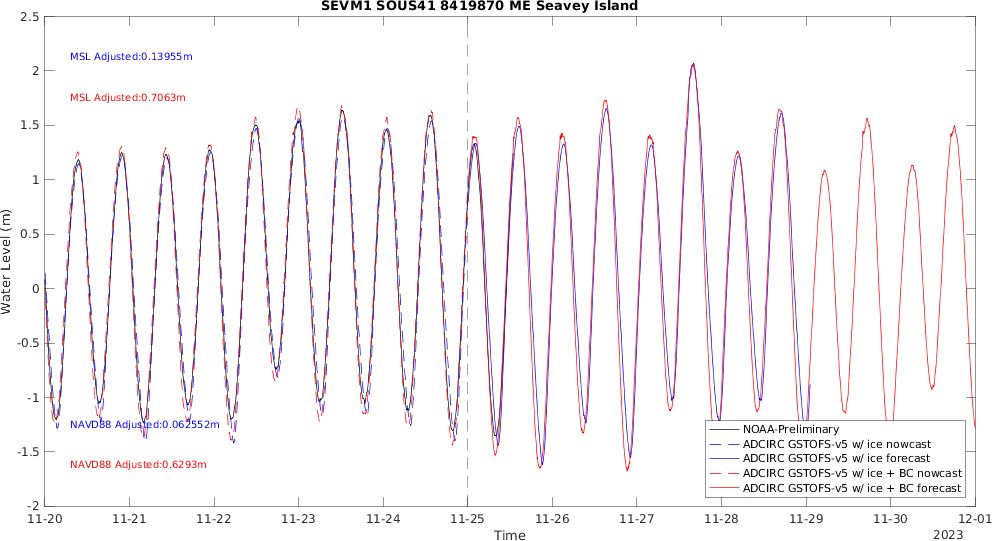 SEVM1 SOUS41 8419870 ME Seavey Island
2.5
2
1.5
1
0.5
0
-0.5
-1
-1.5
-2
Water Level (m)
MSL Adjusted:0.13955m
MSL Adjusted:0.7063m
NAVD88 Adjusted:0.062552m
NAVD88 Adjusted:0.6293m
NOAA-Preliminary
ADCIRC GSTOFS-v5 w/ ice nowcast
ADCIRC GSTOFS-v5 w/ ice forecast
ADCIRC GSTOFS-v5 w/ ice + BC nowcast
ADCIRC GSTOFS-v5 w/ ice + BC forecast
11-20 11-21 11-22 11-23 11-24 11-25 11-26 11-27 11-28 11-29 11-30 12-01
Time
2023